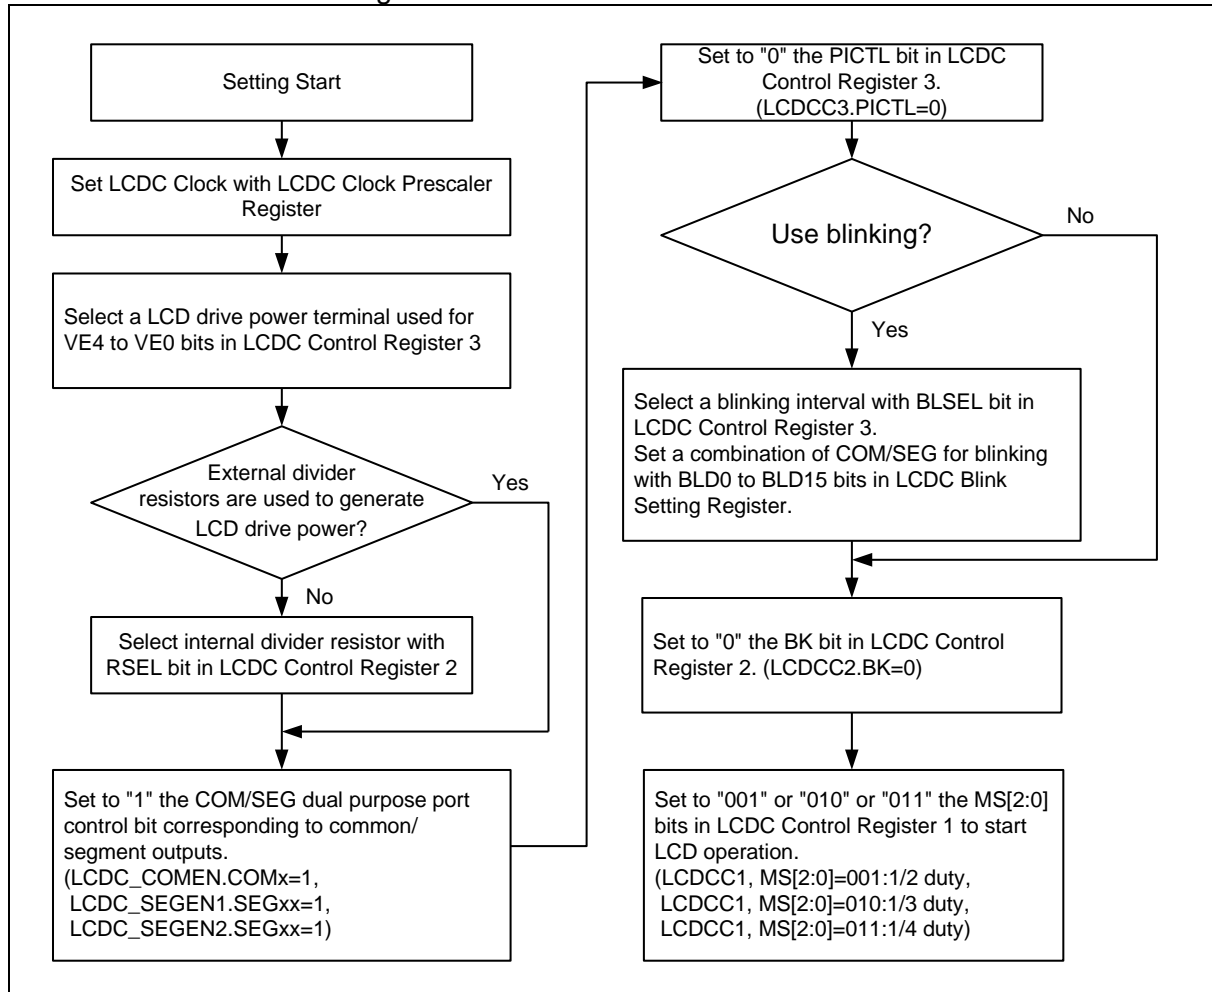 Setting Start
Set LCDC Clock with LCDC Clock Prescaler
Register
Select a LCD drive power terminal used for
VE4 to VE0 bits in LCDC Control Register 3
External divider
resistors are used to generate
LCD drive power?
Yes
No
Select internal divider resistor with
RSEL bit in LCDC Control Register 2
Set to "1" the COM/SEG dual purpose port
control bit corresponding to common/
segment outputs.
(LCDC_COMEN.COMx=1,
LCDC_SEGEN1.SEGxx=1,
LCDC_SEGEN2.SEGxx=1)
Set to "0" the PICTL bit in LCDC
Control Register 3.
(LCDCC3.PICTL=0)
Use blinking?
No
Yes
Select a blinking interval with BLSEL bit in
LCDC Control Register 3.
Set a combination of COM/SEG for blinking
with BLD0 to BLD15 bits in LCDC Blink
Setting Register.
Set to "0" the BK bit in LCDC Control
Register 2. (LCDCC2.BK=0)
Set to "001" or "010" or "011" the MS[2:0]
bits in LCDC Control Register 1 to start
LCD operation.
(LCDCC1, MS[2:0]=001:1/2 duty,
LCDCC1, MS[2:0]=010:1/3 duty,
LCDCC1, MS[2:0]=011:1/4 duty)